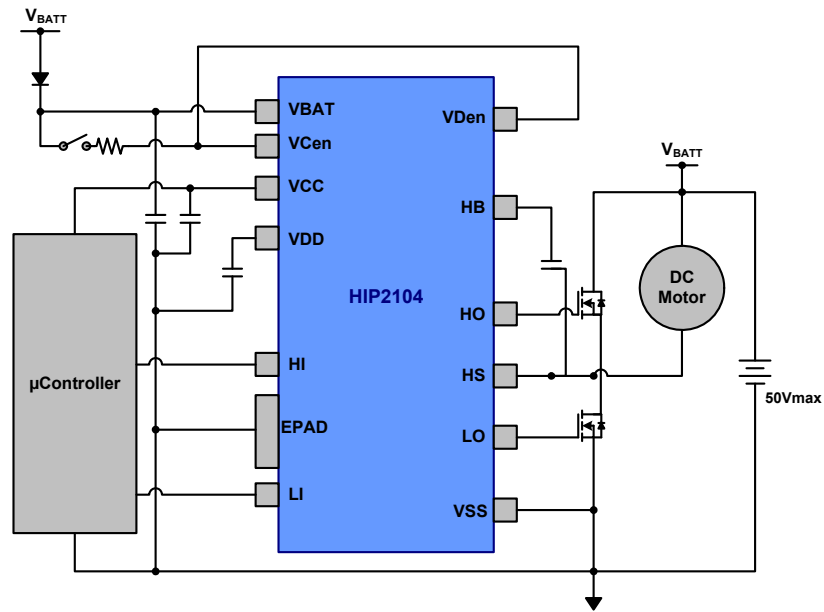 VBATT
VBAT
VCen
VCC
VDD
HI
EPAD
LI
HIP2104
VDen
HB
HO
HS
LO
VSS
µController
VBATT
DC
Motor
50Vmax